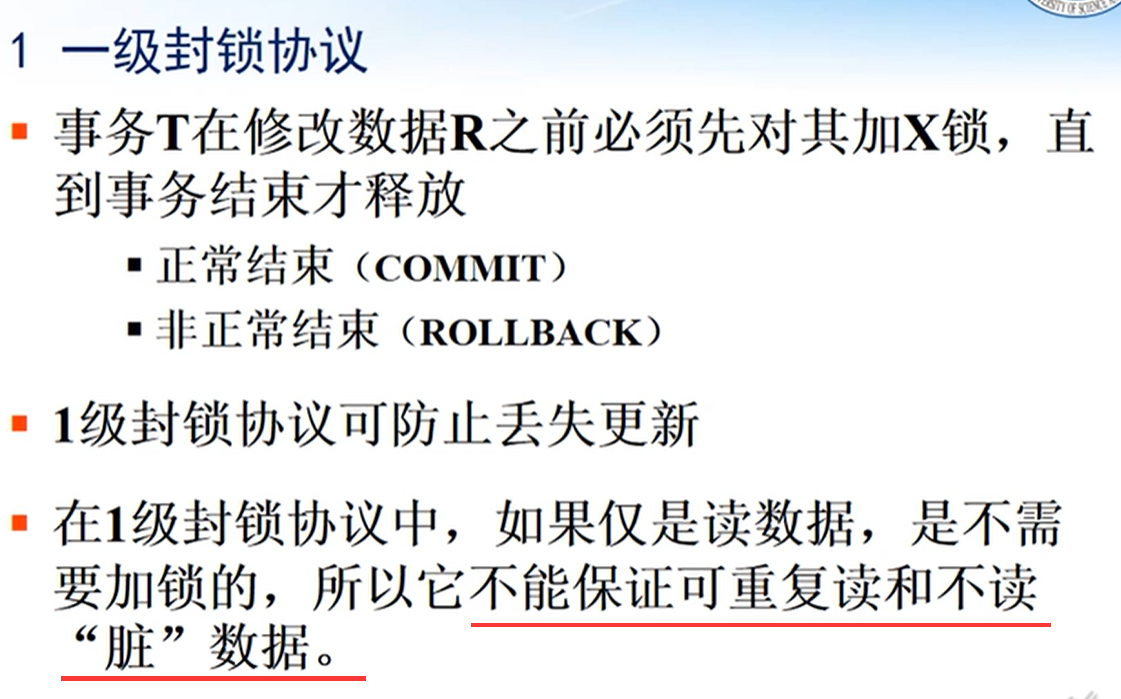 1 一级封锁协议
事务T在修改数据R之前必须先对其加X锁，直
到事务结束才释放
正常结束（COMMIT）
非正常结束（ROLLBACK）
1级封锁协议可防止丢失更新
在1级封锁协议中，如果仅是读数据，是不需
要加锁的，所以它不能保证可重复读和不读
“脏”数据。